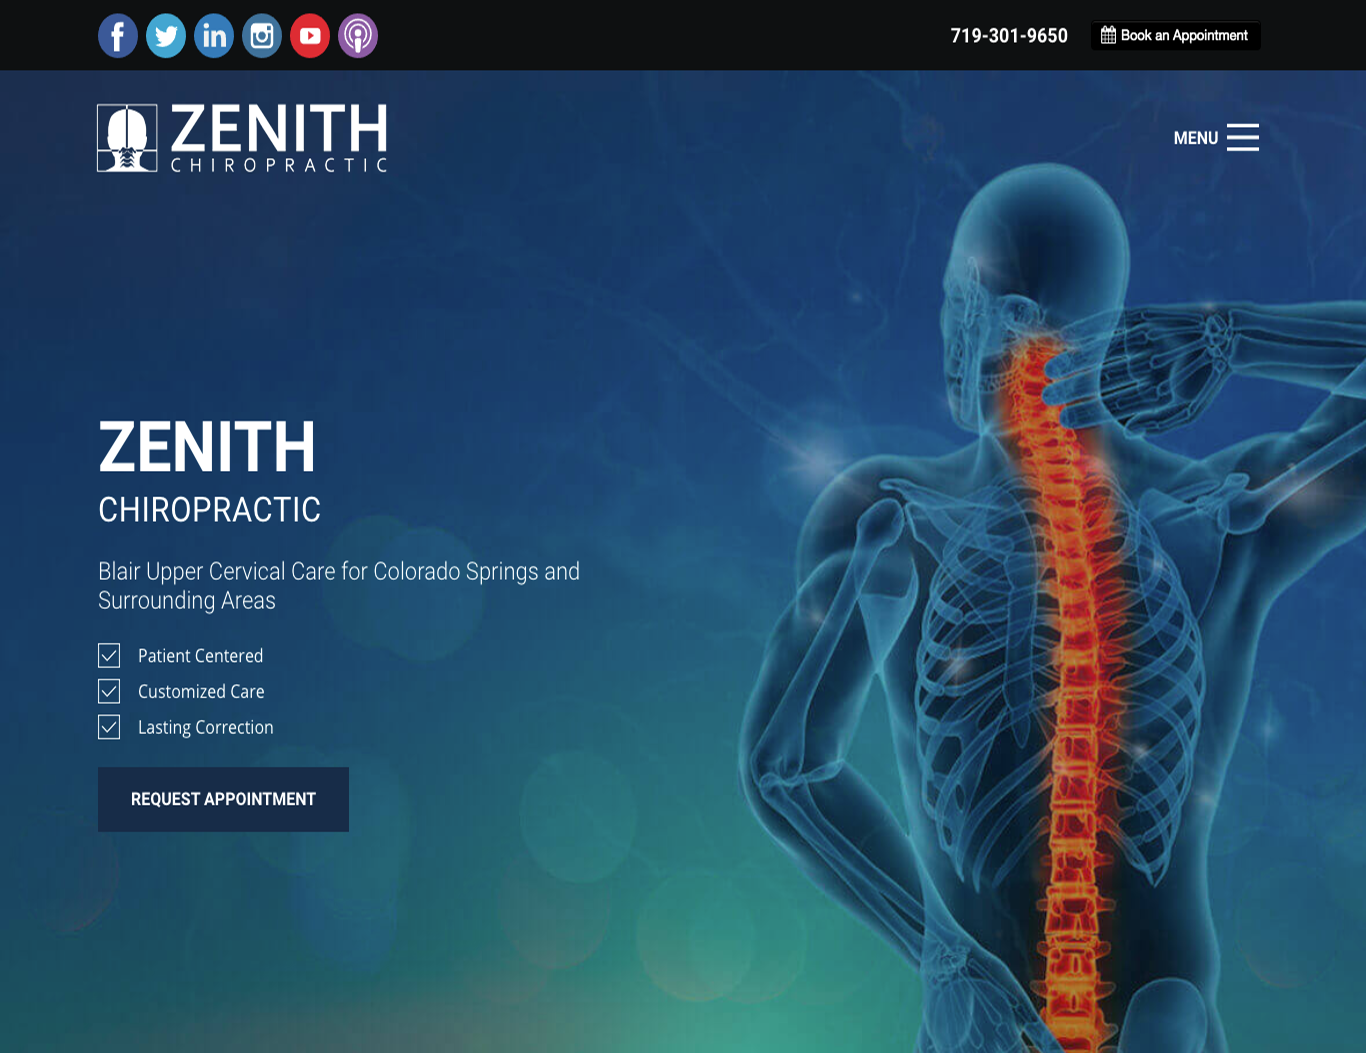 719-301-9650
Book an Appointment
ZENITH
CHIROPRACTIC
MENU
ZENITH
CHIROPRACTIC
Blair Upper Cervical Care for Colorado Springs and
Surrounding Areas
Patient Centered
Customized Care
Lasting Correction
REQUEST APPOINTMENT